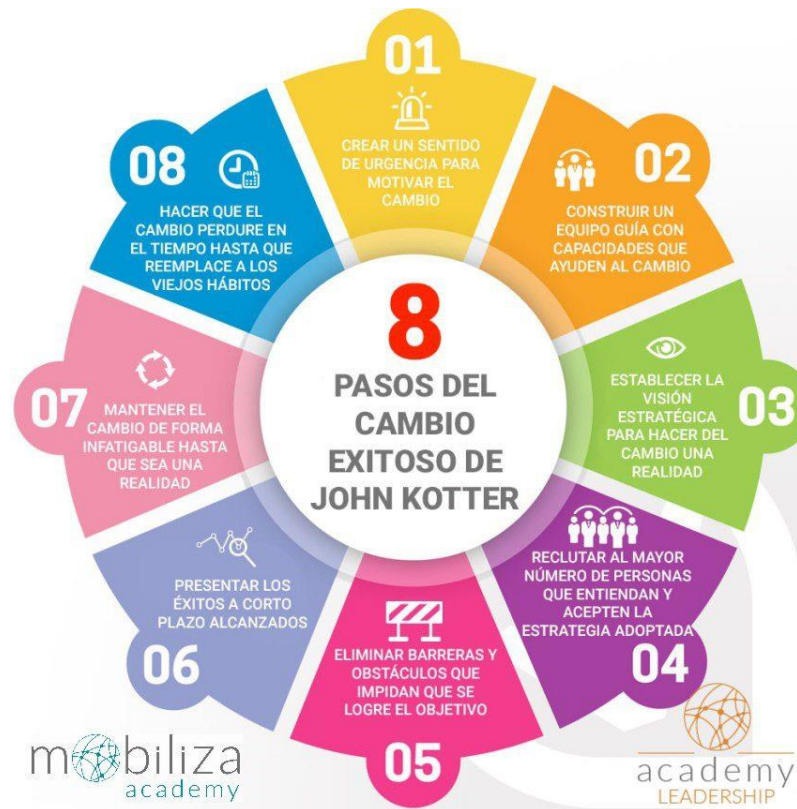 01
CREAR UN SENTIDO
DE URGENCIA PARA
MOTIVAR EL
CAMBIO
02
CONSTRUIR UN
EQUIPO GUÍA CON
CAPACIDADES QUE
AYUDEN AL CAMBIO
03
ESTABLECER LA
VISIÓN
ESTRATÉGICA
PARA HACER DEL
CAMBIO UNA
REALIDAD
04
RECLUTAR AL MAYOR
NÚMERO DE PERSONAS
QUE ENTIENDAN Y
ACEPTEN LA
ESTRATEGIA ADOPTADA
05
ELIMINAR BARRERAS Y
OBSTÁCULOS QUE
IMPIDAN QUE SE
LOGRE EL OBJETIVO
06
PRESENTAR LOS
ÉXITOS A CORTO
PLAZO ALCANZADOS
07
MANTENER EL
CAMBIO DE FORMA
INFATIGABLE HASTA
QUE SEA UNA
REALIDAD
08
HACER QUE EL
CAMBIO PERDURE EN
EL TIEMPO HASTA QUE
REEMPLACE A LOS
VIEJOS HÁBITOS
8
PASOS DEL
CAMBIO
EXITOSO DE
JOHN KOTTER
mobiliza
academy
academy
LEADERSHIP